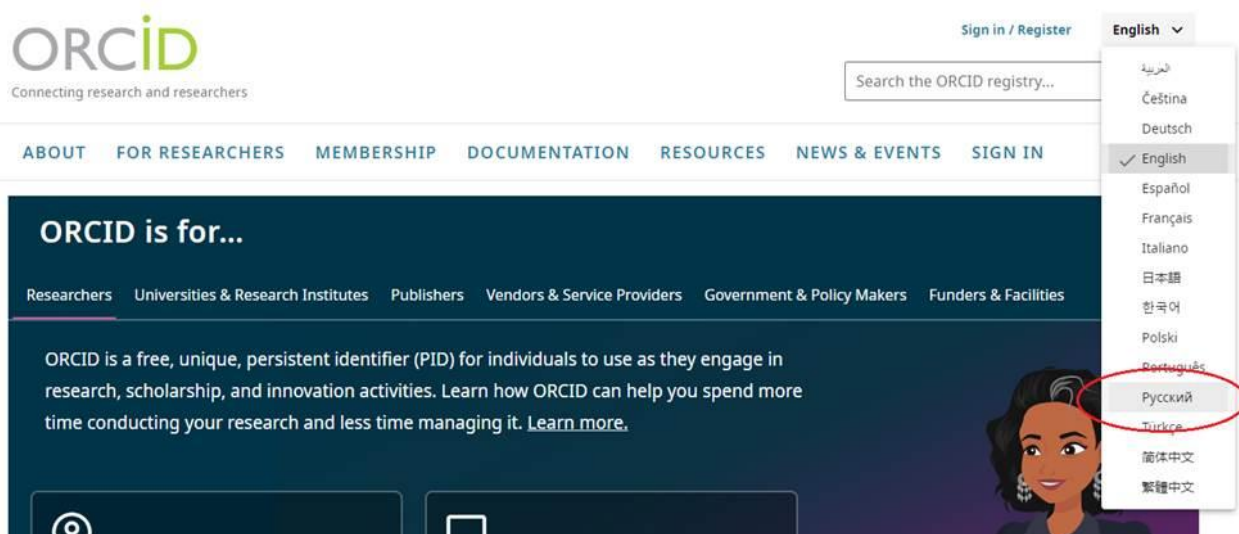 ORCiD
Connecting research and researchers
Sign in / Register
English
Search the ORCID registry...
العربية
Čeština
Deutsch
English
Español
Français
Italiano
日本語
한국어
Polski
Português
Русский
Türkçe
简体中文
繁體中文
ABOUT FOR RESEARCHERS MEMBERSHIP DOCUMENTATION RESOURCES NEWS & EVENTS SIGN IN
ORCID is for...
Researchers Universities & Research Institutes Publishers Vendors & Service Providers Government & Policy Makers Funders & Facilities
ORCID is a free, unique, persistent identifier (PID) for individuals to use as they engage in
research, scholarship, and innovation activities. Learn how ORCID can help you spend more
time conducting your research and less time managing it. Learn more.